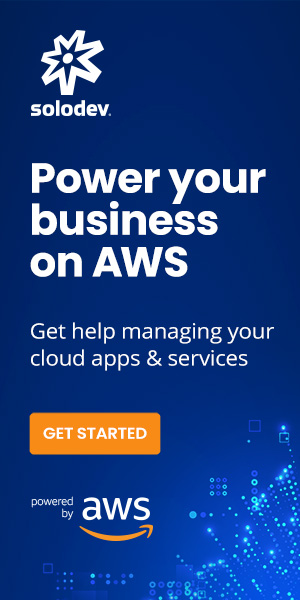 solodev.
Power your
business
on AWS
Get help managing your
cloud apps & services
GET STARTED
powered
by
aws